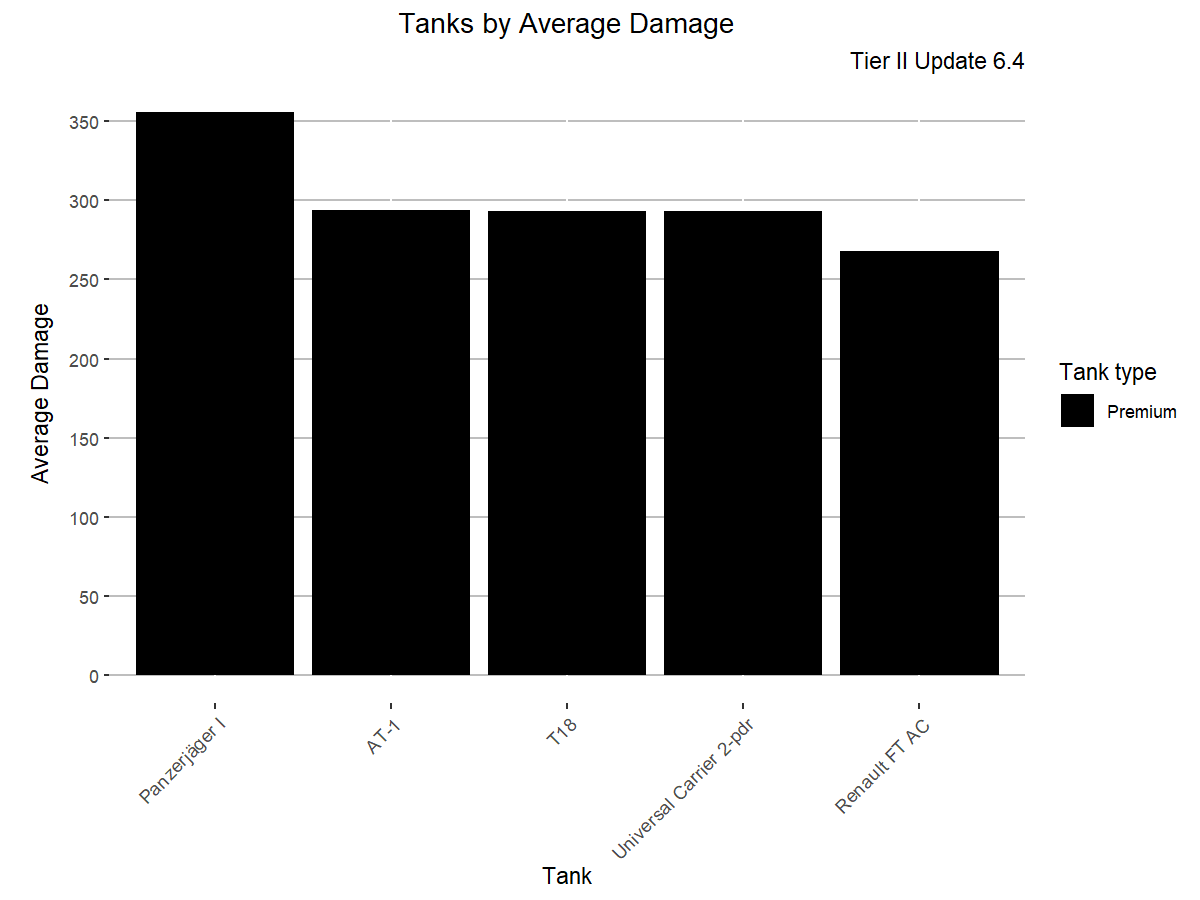 Tanks by Average Damage
Tier II Update 6.4
Average Damage
350
300
250
200
150
100
50
0
Panzerjäger I
AT-1
T18
Universal Carrier 2-pdr
Renault FT AC
Tank
Tank type
Premium